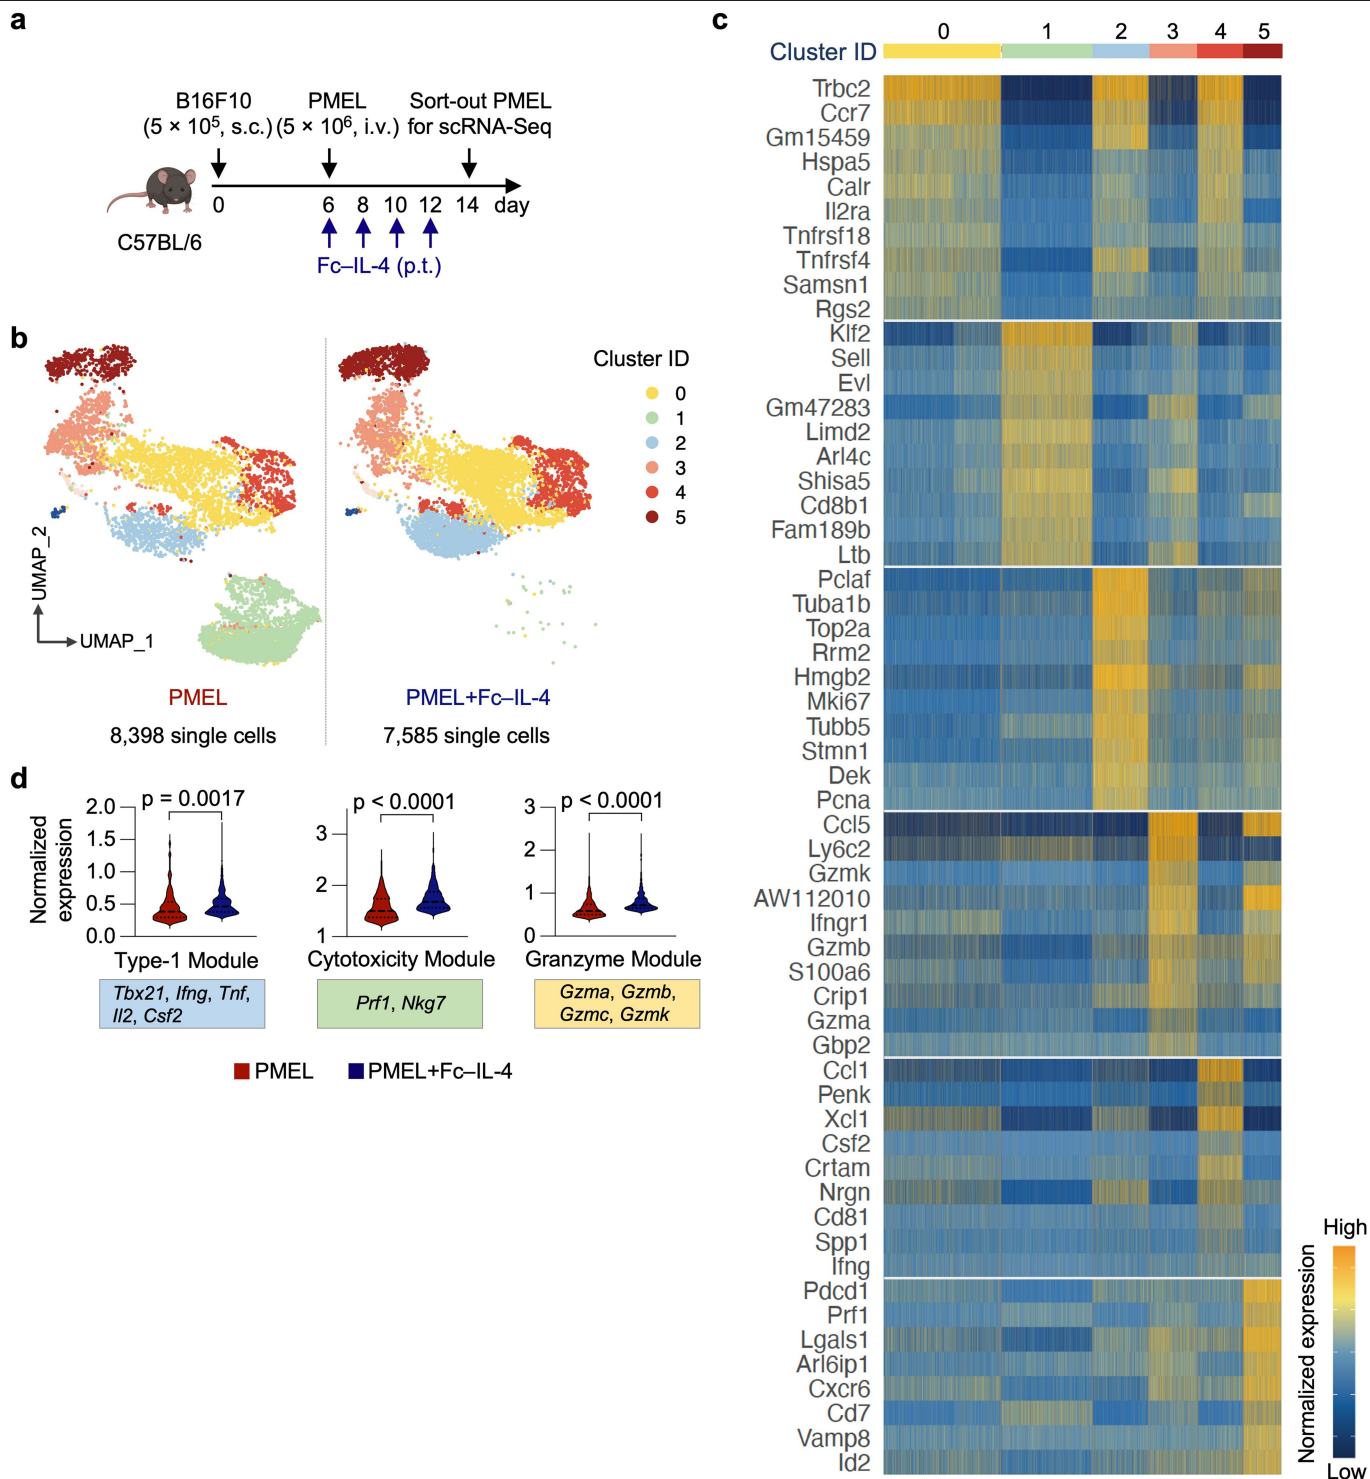 a
B16F10
(5 × 10⁵, s.c.)
PMEL
(5 × 10⁶, i.v.)
Sort-out PMEL
for scRNA-Seq
0
6 8 10 12 14 day
C57BL/6
Fc–IL-4 (p.t.)
b
Cluster ID
0
1
2
3
4
5
UMAP_2
UMAP_1
PMEL
8,398 single cells
PMEL+Fc–IL-4
7,585 single cells
c
Cluster ID
0 1 2 3 4 5
Trbc2
Ccr7
Gm15459
Hspa5
Calr
Il2ra
Tnfrsf18
Tnfrsf4
Samsn1
Rgs2
Klf2
Sell
Evl
Gm47283
Limd2
Arl4c
Shisa5
Cd8b1
Fam189b
Ltb
Pclaf
Tuba1b
Top2a
Rrm2
Hmgb2
Mki67
Tubb5
Stmn1
Dek
Pcna
Ccl5
Ly6c2
Gzmk
AW112010
Ifngr1
Gzmb
S100a6
Crip1
Gzma
Gbp2
Ccl1
Penk
Xcl1
Csf2
Crtam
Nrgn
Cd81
Spp1
Ifng
Pdcd1
Prf1
Lgals1
Arl6ip1
Cxcr6
Cd7
Vamp8
Id2
High
Normalized expression
Low
d
Normalized
expression
2.0
1.5
1.0
0.5
0.0
p = 0.0017
Type-1 Module
Tbx21, Ifng, Tnf,
Il2, Csf2
3
2
1
p < 0.0001
Cytotoxicity Module
Prf1, Nkg7
3
2
1
0
p < 0.0001
Granzyme Module
Gzma, Gzmb,
Gzmc, Gzmk
PMEL
PMEL+Fc–IL-4